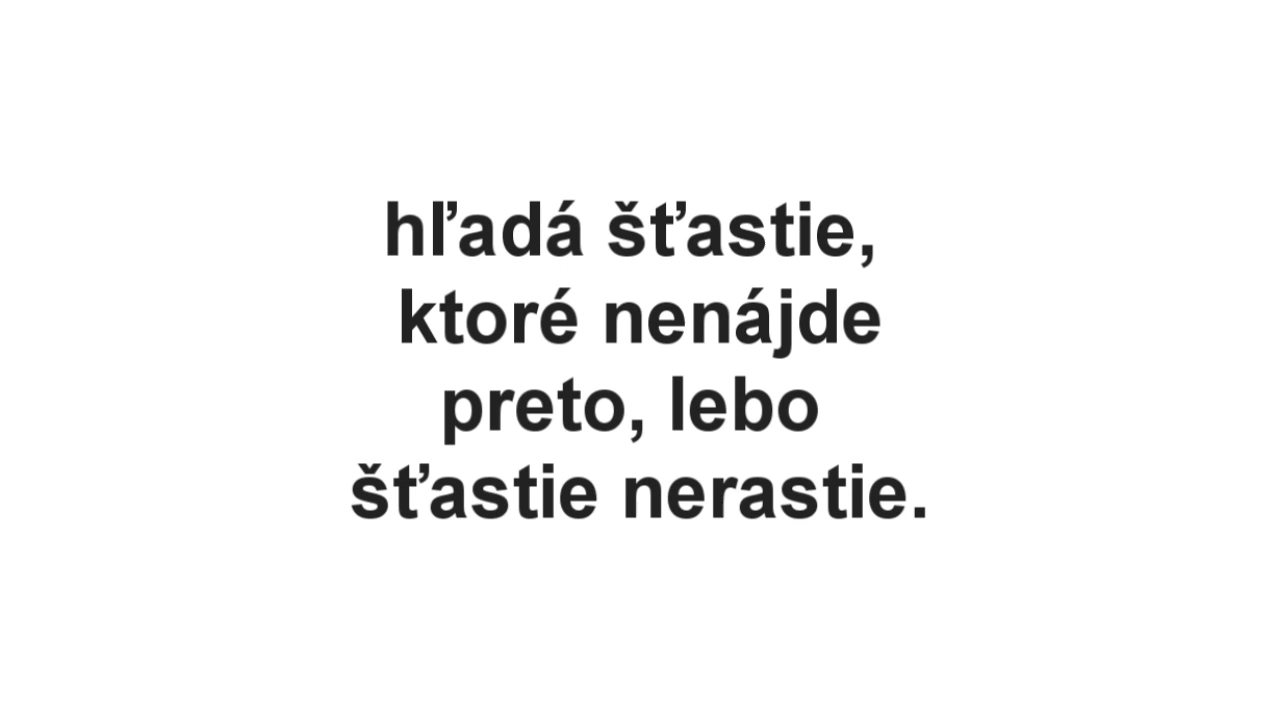 hľadá šťastie,
ktoré nenájde
preto, lebo
šťastie nerastie.